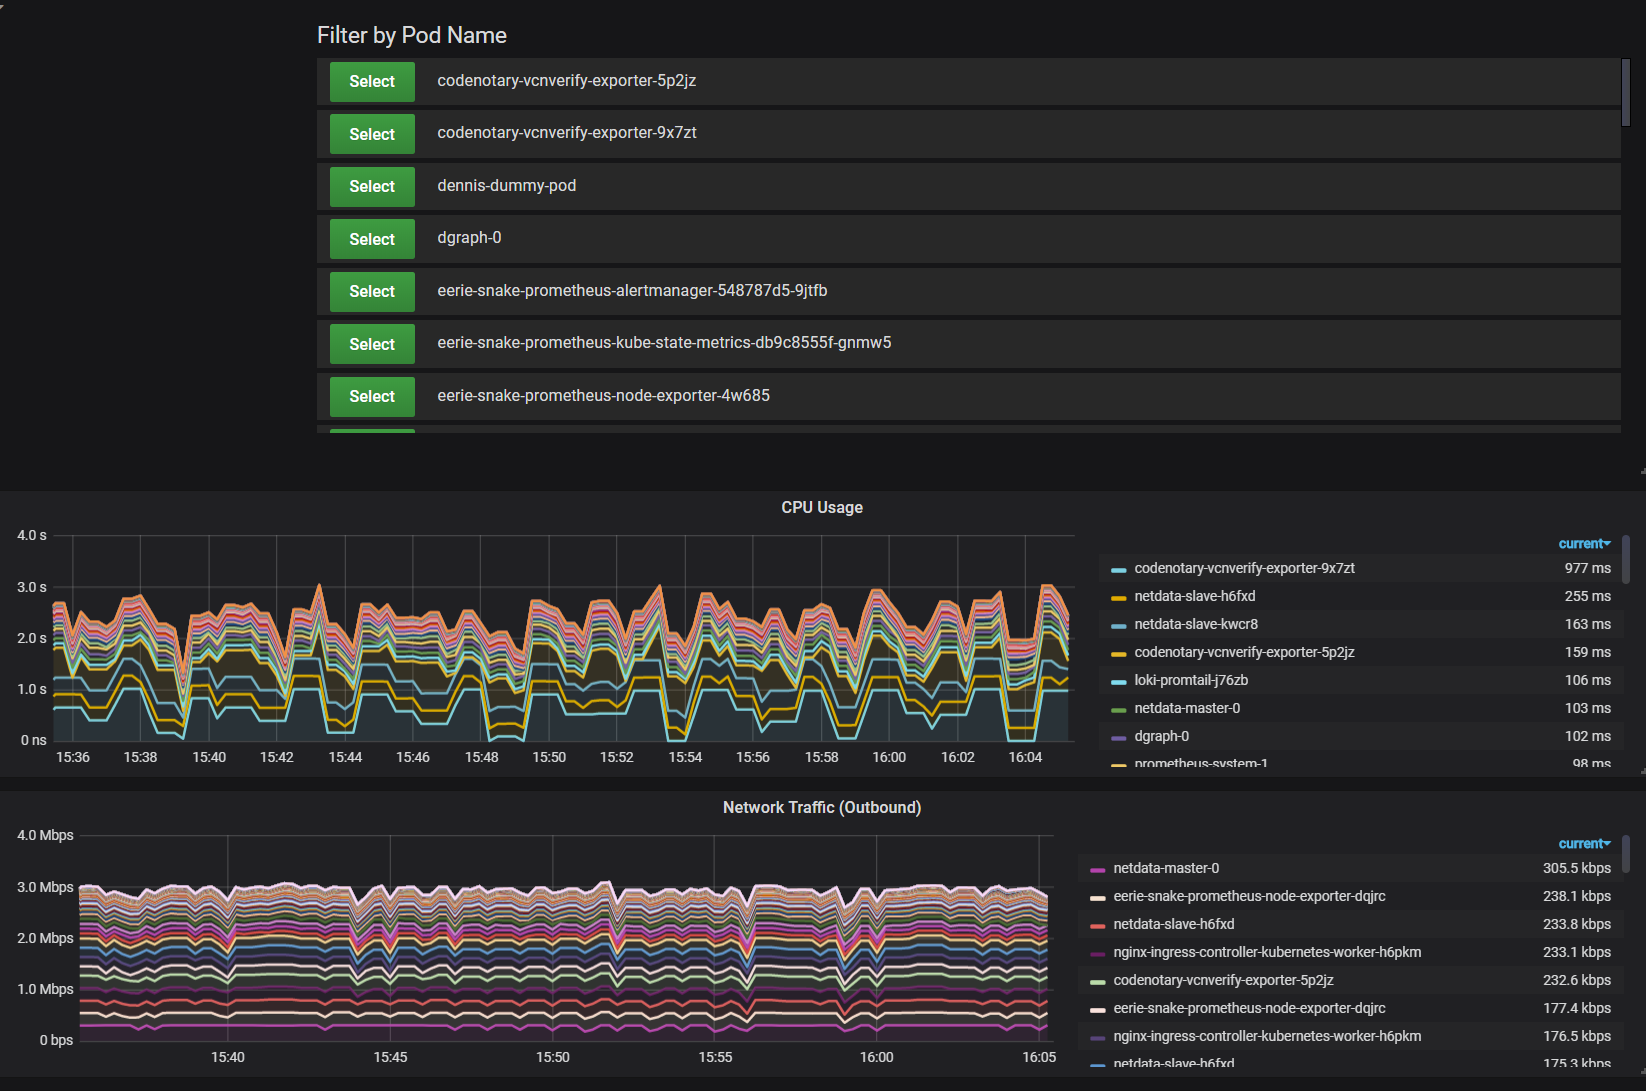 Filter by Pod Name
Select codenotary-vcnverify-exporter-5p2jz
Select codenotary-vcnverify-exporter-9x7zt
Select dennis-dummy-pod
Select dgraph-0
Select eerie-snake-prometheus-alertmanager-548787d5-9jtfb
Select eerie-snake-prometheus-kube-state-metrics-db9c8555f-gnmw5
Select eerie-snake-prometheus-node-exporter-4w685
CPU Usage
4.0 s
3.0 s
2.0 s
1.0 s
0 ns
15:36 15:38 15:40 15:42 15:44 15:46 15:48 15:50 15:52 15:54 15:56 15:58 16:00 16:02 16:04
current
codenotary-vcnverify-exporter-9x7zt 977 ms
netdata-slave-h6fxd 255 ms
netdata-slave-kwcr8 163 ms
codenotary-vcnverify-exporter-5p2jz 159 ms
loki-promtail-j76zb 106 ms
netdata-master-0 103 ms
dgraph-0 102 ms
prometheus-system-1 98 ms
Network Traffic (Outbound)
4.0 Mbps
3.0 Mbps
2.0 Mbps
1.0 Mbps
0 bps
15:40 15:45 15:50 15:55 16:00 16:05
current
netdata-master-0 305.5 kbps
eerie-snake-prometheus-node-exporter-dqjrc 238.1 kbps
netdata-slave-h6fxd 233.8 kbps
nginx-ingress-controller-kubernetes-worker-h6pkm 233.1 kbps
codenotary-vcnverify-exporter-5p2jz 232.6 kbps
eerie-snake-prometheus-node-exporter-dqjrc 177.4 kbps
nginx-ingress-controller-kubernetes-worker-h6pkm 176.5 kbps
netdata-slave-h6fxd 175.3 kbps